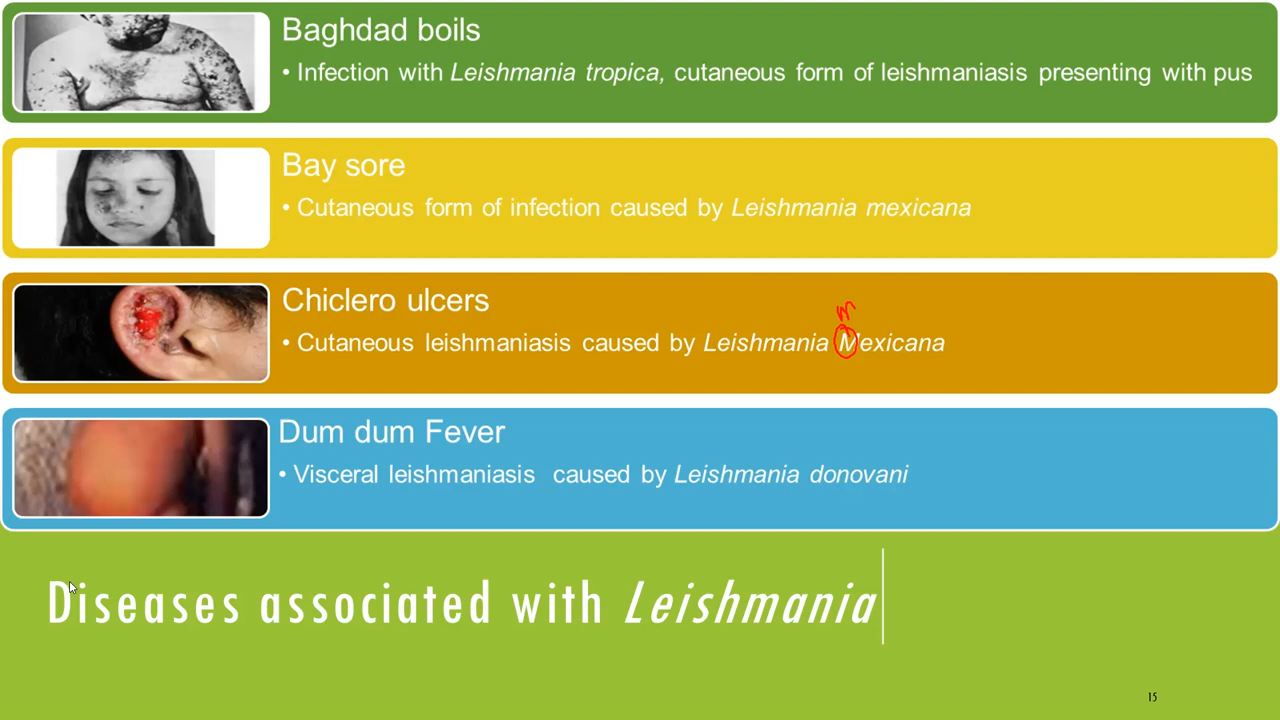 Baghdad boils
• Infection with Leishmania tropica, cutaneous form of leishmaniasis presenting with pus
Bay sore
• Cutaneous form of infection caused by Leishmania mexicana
Chiclero ulcers
m
• Cutaneous leishmaniasis caused by Leishmania Mexicana
Dum dum Fever
• Visceral leishmaniasis caused by Leishmania donovani
Diseases associated with Leishmania
15